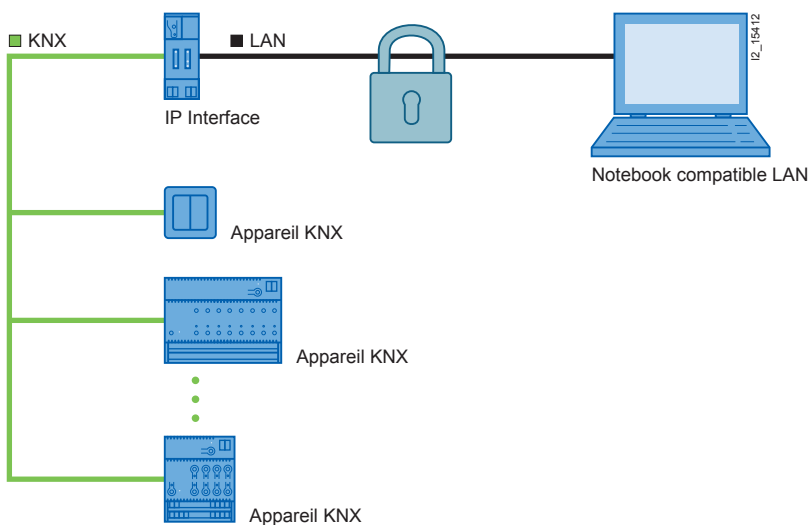 KNX
LAN
I2_15412
IP Interface
Notebook compatible LAN
Appareil KNX
Appareil KNX
Appareil KNX